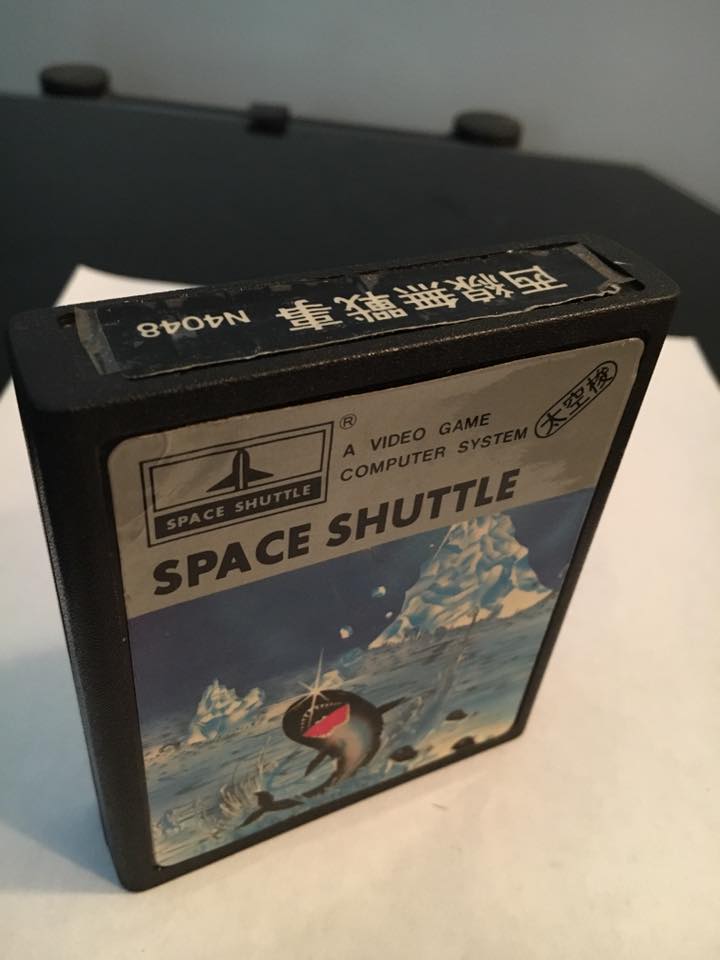 西線無戰事 N4048
SPACE SHUTTLE
®
A VIDEO GAME
COMPUTER SYSTEM
太空梭
SPACE SHUTTLE